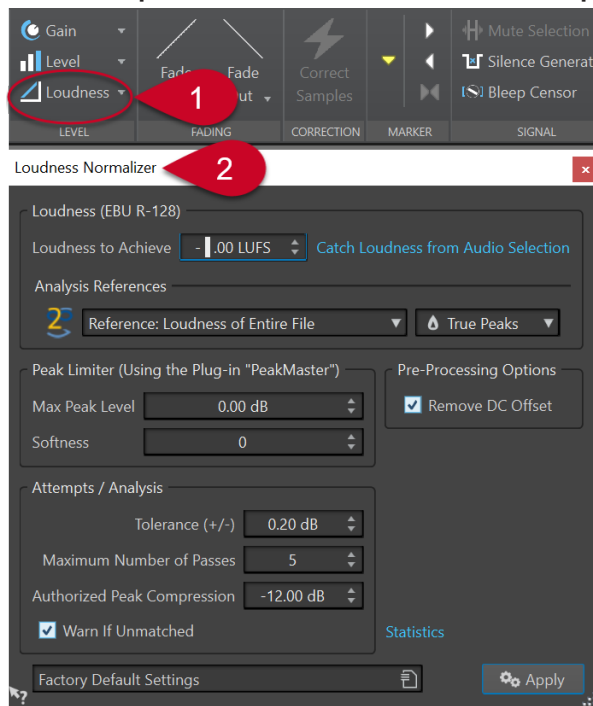 Gain
Mute Selection
Level
Silence Generat
Fade
Loudness
1
ut
Correct
Samples
Bleep Censor
LEVEL
FADING
CORRECTION
MARKER
SIGNAL
Loudness Normalizer
2
x
Loudness (EBU R-128)
Loudness to Achieve
- .00 LUFS
Catch Loudness from Audio Selection
Analysis References
2
Reference: Loudness of Entire File
True Peaks
Peak Limiter (Using the Plug-in "PeakMaster")
Pre-Processing Options
Max Peak Level
0.00 dB
Remove DC Offset
Softness
0
Attempts / Analysis
Tolerance (+/-)
0.20 dB
Maximum Number of Passes
5
Authorized Peak Compression
-12.00 dB
Warn If Unmatched
Statistics
Factory Default Settings
Apply
?